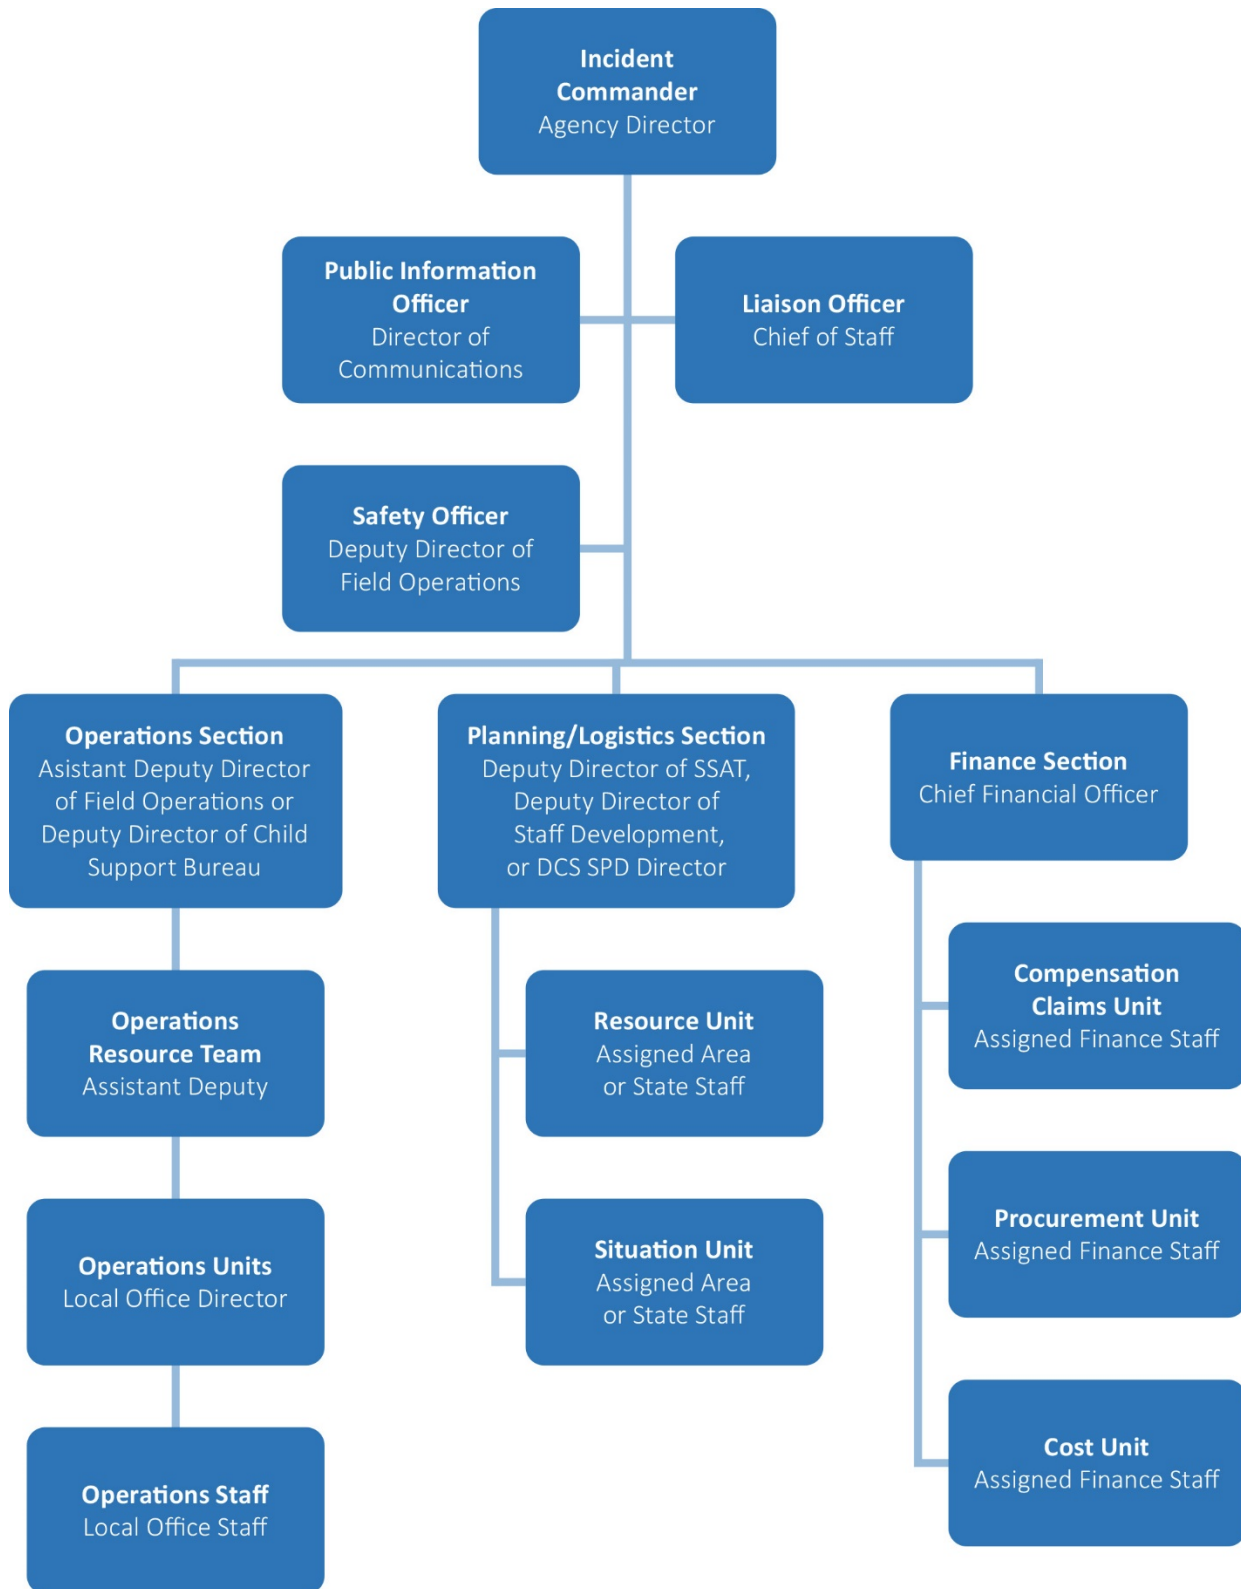 Incident
Commander
Agency Director
Public Information
Officer
Director of
Communications
Liaison Officer
Chief of Staff
Safety Officer
Deputy Director of
Field Operations
Operations Section
Asistant Deputy Director
of Field Operations or
Deputy Director of Child
Support Bureau
Planning/Logistics Section
Deputy Director of SSAT,
Deputy Director of
Staff Development,
or DCS SPD Director
Finance Section
Chief Financial Officer
Operations
Resource Team
Assistant Deputy
Resource Unit
Assigned Area
or State Staff
Compensation
Claims Unit
Assigned Finance Staff
Operations Units
Local Office Director
Situation Unit
Assigned Area
or State Staff
Procurement Unit
Assigned Finance Staff
Operations Staff
Local Office Staff
Cost Unit
Assigned Finance Staff